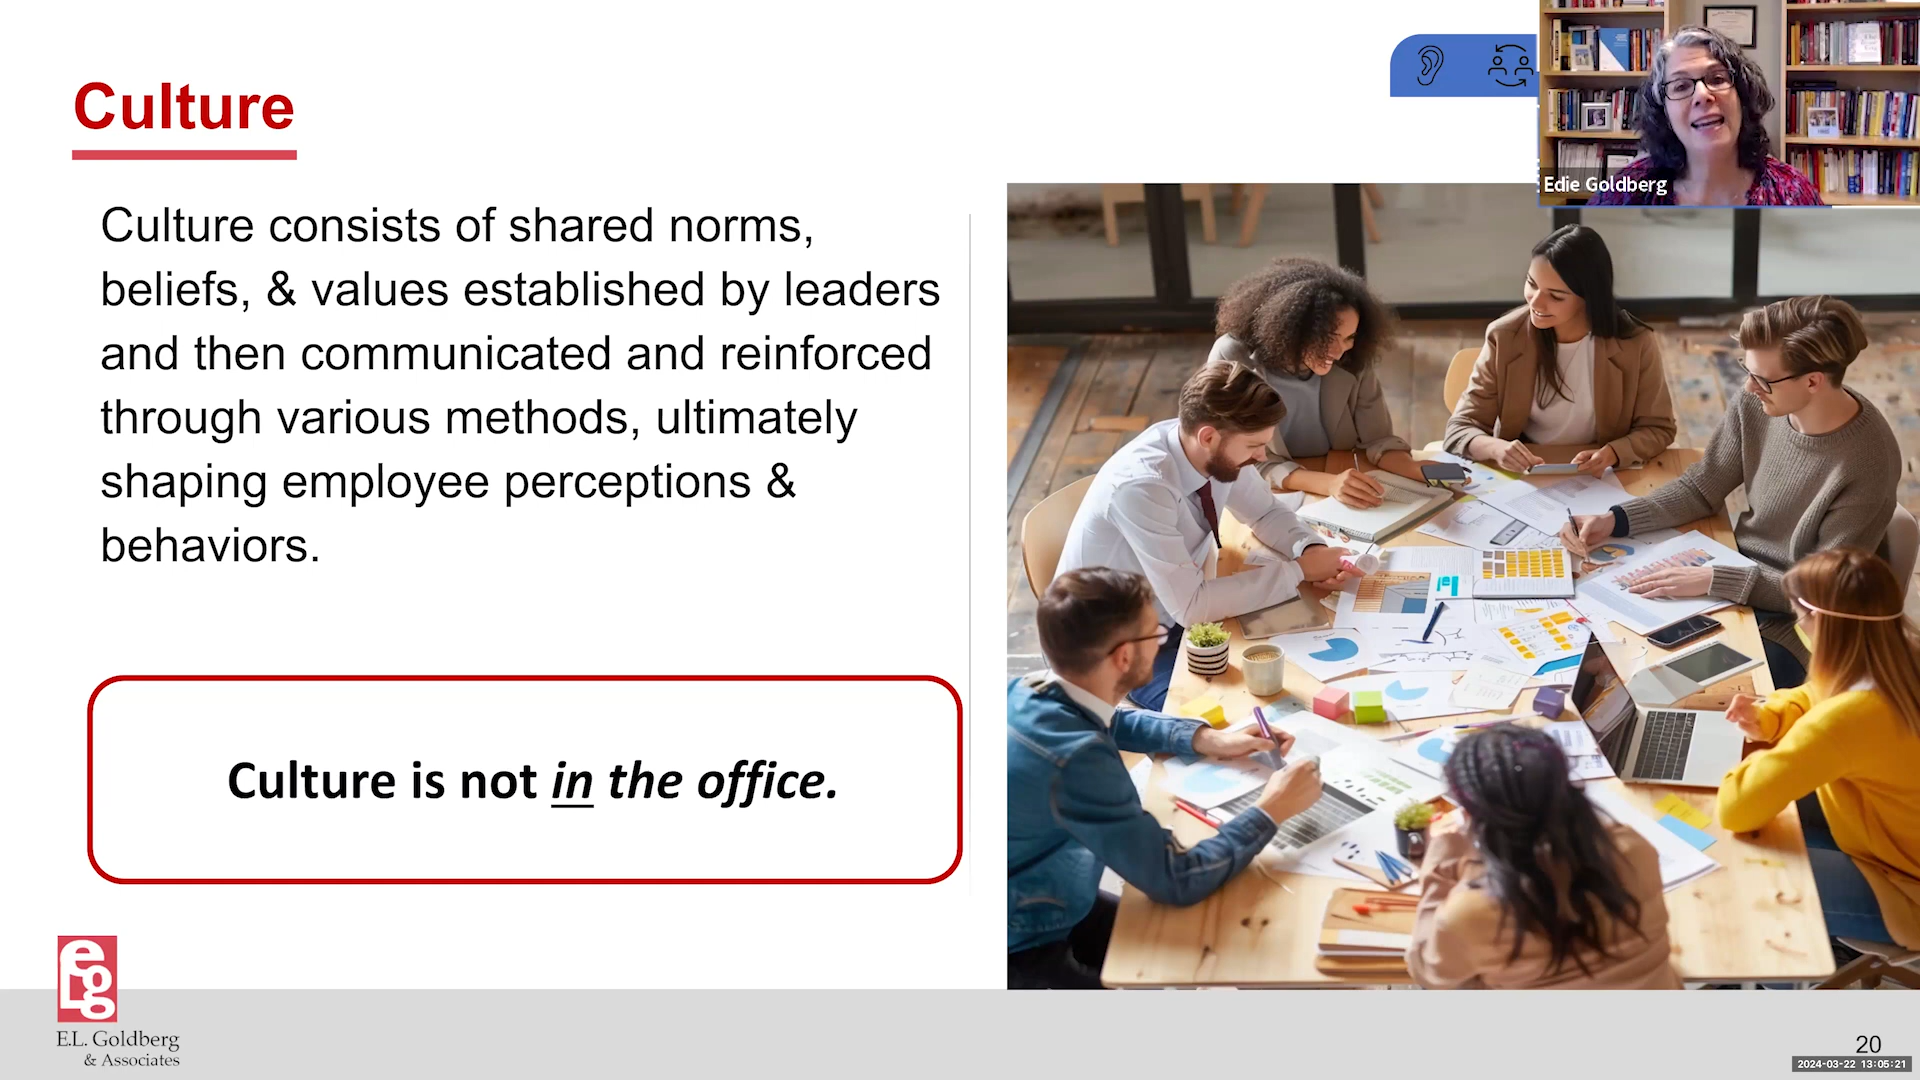 Culture
Edie Goldberg
Culture consists of shared norms,
beliefs, & values established by leaders
and then communicated and reinforced
through various methods, ultimately
shaping employee perceptions &
behaviors.
Culture is not in the office.
eLgg
E.L. Goldberg
& Associates
20
2024-03-22 13:05:21